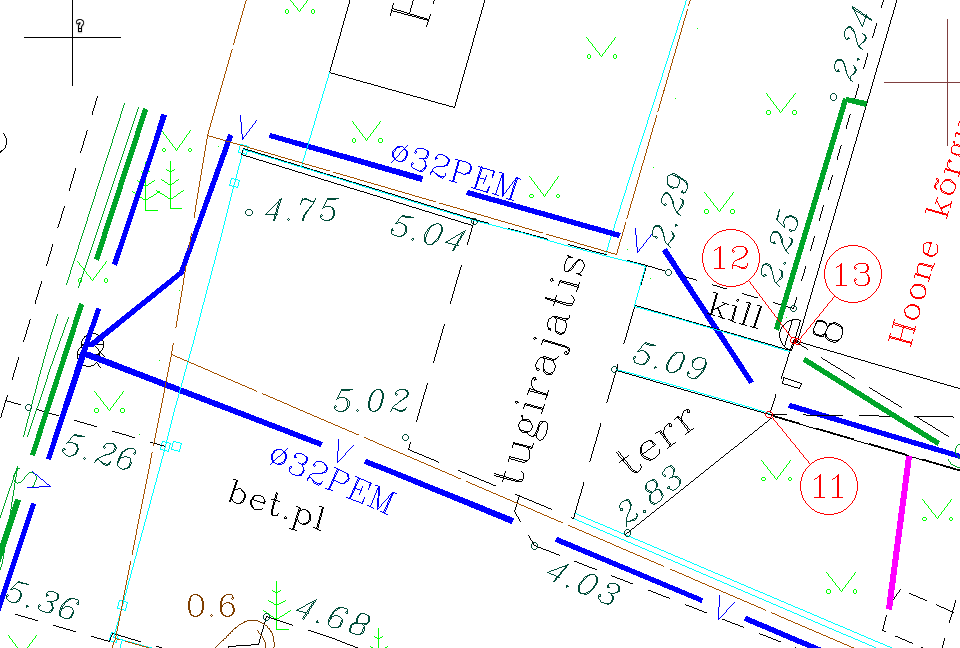 ?
2.24
V
ø32PEM
4.75
5.04
2.29
V
2.25
12
13
Hoone kõrgu
kill
8
tugirajatis
5.09
5.02
terr
5.26
V
ø32PEM
11
bet.pl
2.83
V
4.03
5.36
0.6
4.68
V